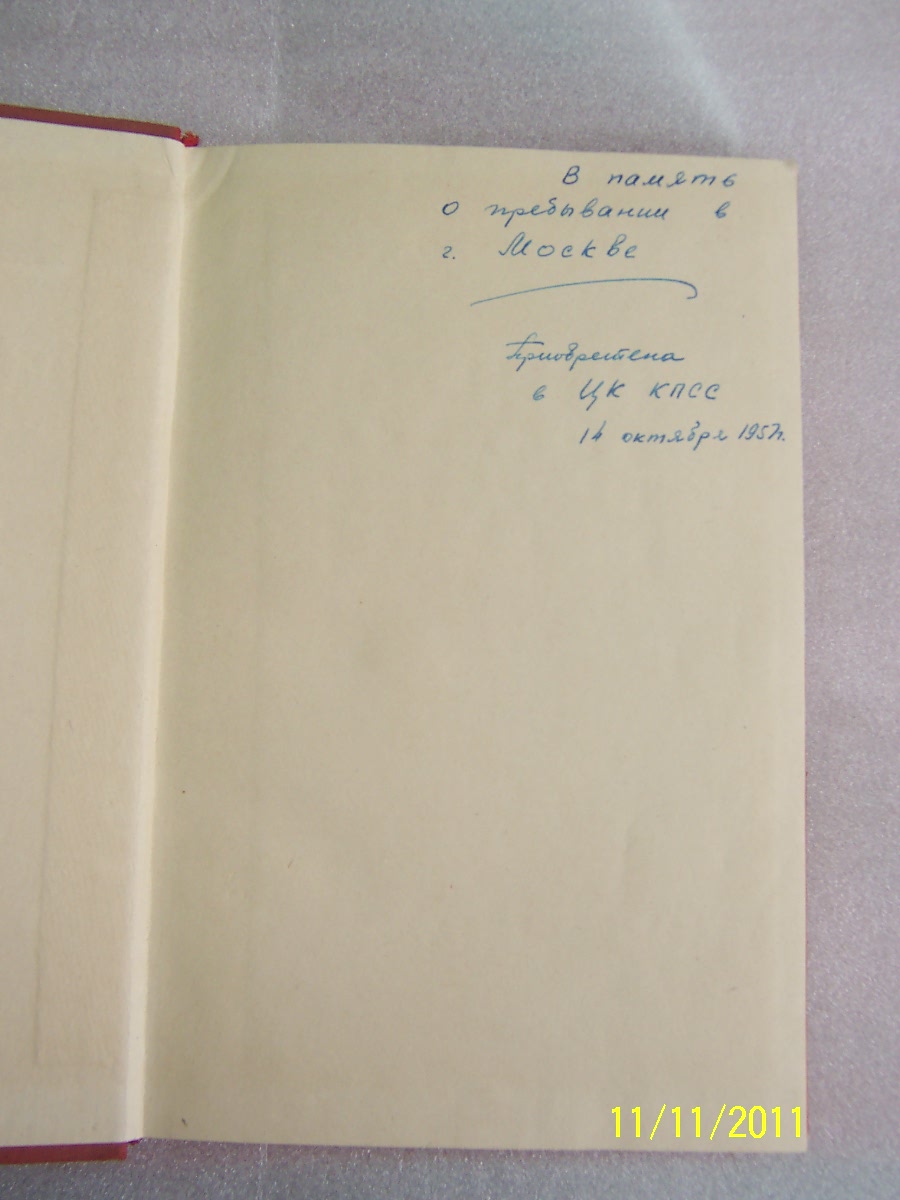 В память
о пребывании в
г. Москве
Приобретена
в ЦК КПСС
14 октября 1957г.
11/11/2011